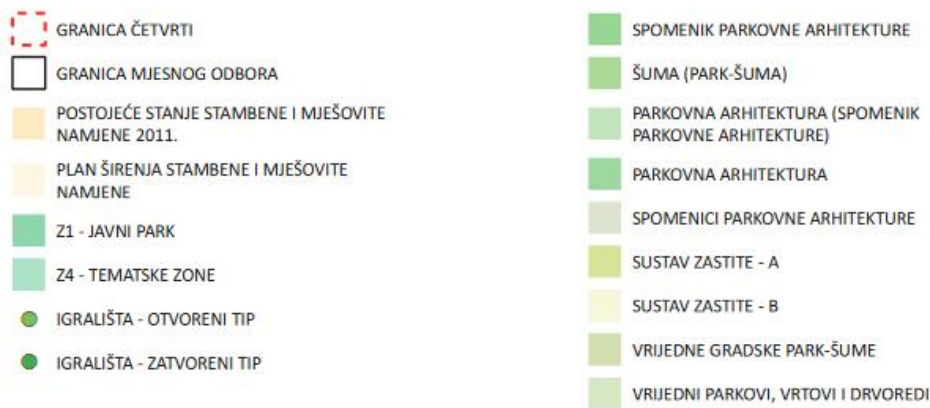 GRANICA ČETVRTI
GRANICA MJESNOG ODBORA
POSTOJEĆE STANJE STAMBENE I MJEŠOVITE
NAMJENE 2011.
PLAN ŠIRENJA STAMBENE I MJEŠOVITE
NAMJENE
Z1 - JAVNI PARK
Z4 - TEMATSKE ZONE
IGRALIŠTA - OTVORENI TIP
IGRALIŠTA - ZATVORENI TIP
SPOMENIK PARKOVNE ARHITEKTURE
ŠUMA (PARK-ŠUMA)
PARKOVNA ARHITEKTURA (SPOMENIK
PARKOVNE ARHITEKTURE)
PARKOVNA ARHITEKTURA
SPOMENICI PARKOVNE ARHITEKTURE
SUSTAV ZASTITE - A
SUSTAV ZASTITE - B
VRIJEDNE GRADSKE PARK-ŠUME
VRIJEDNI PARKOVI, VRTOVI I DRVOREDI